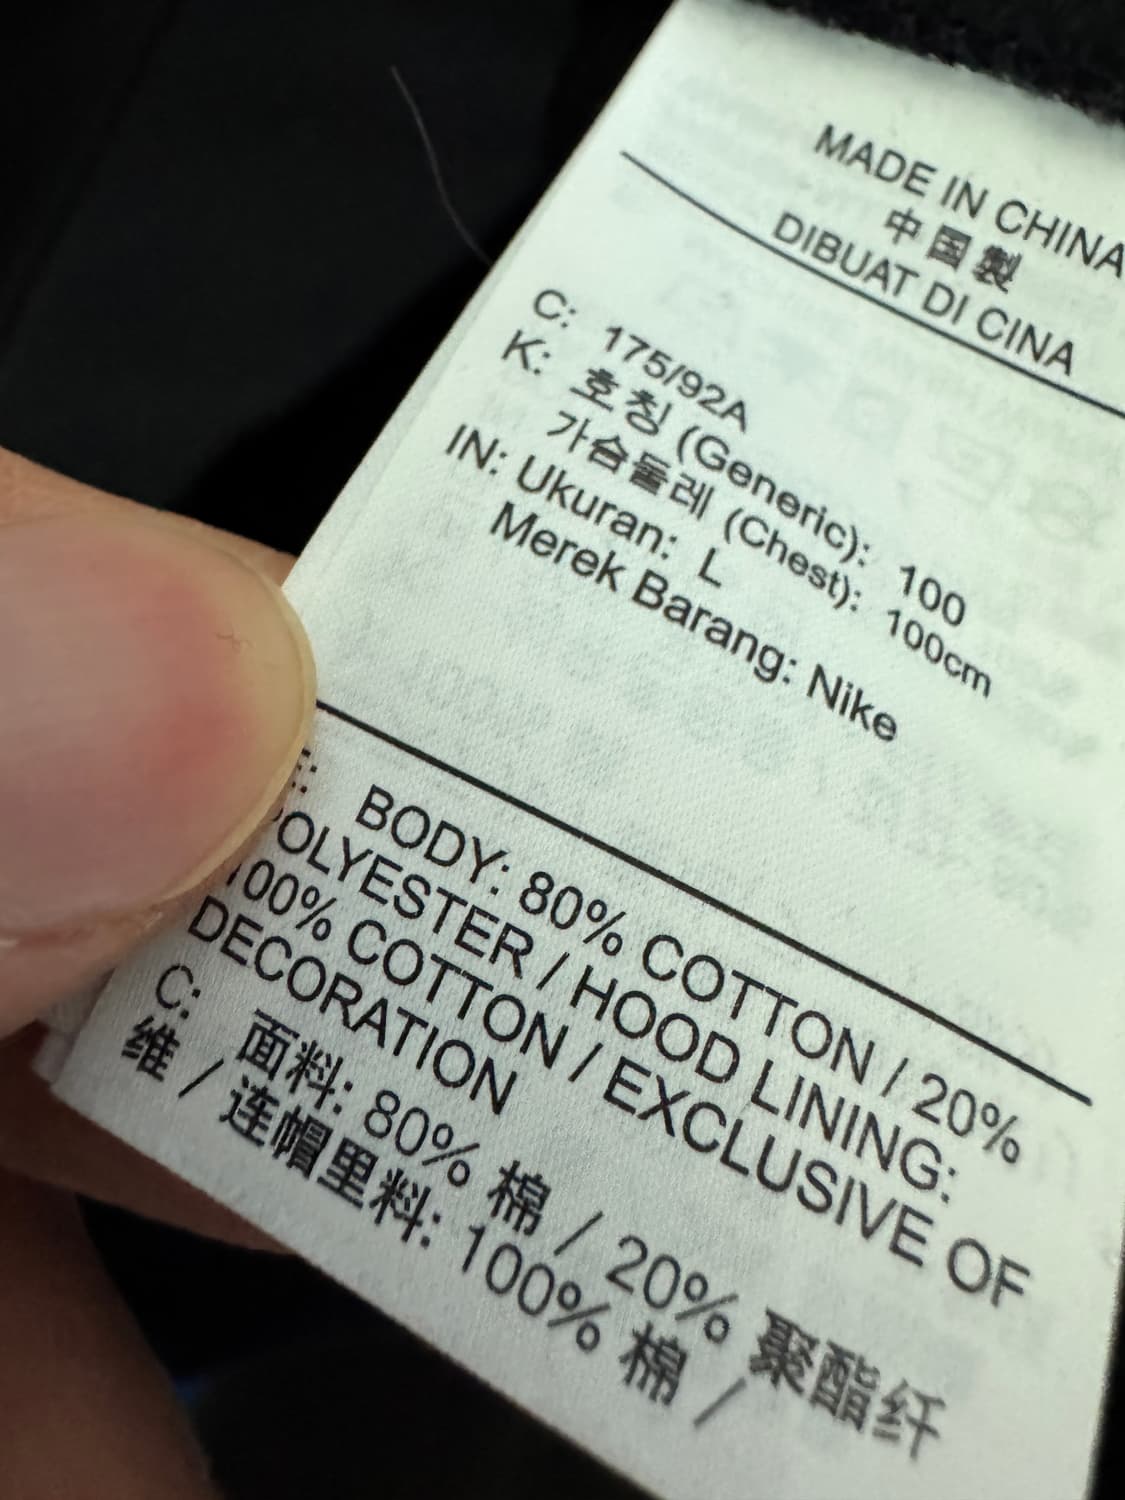 MADE IN CHINA
中国製
DIBUAT DI CINA
C: 175/92A
K: 호칭 (Generic): 100
가슴둘레 (Chest): 100cm
IN: Ukuran: L
Merek Barang: Nike
E: BODY: 80% COTTON / 20%
POLYESTER / HOOD LINING:
100% COTTON / EXCLUSIVE OF
DECORATION
C: 面料: 80% 棉 / 20% 聚酯纤
维 / 连帽里料: 100% 棉 /